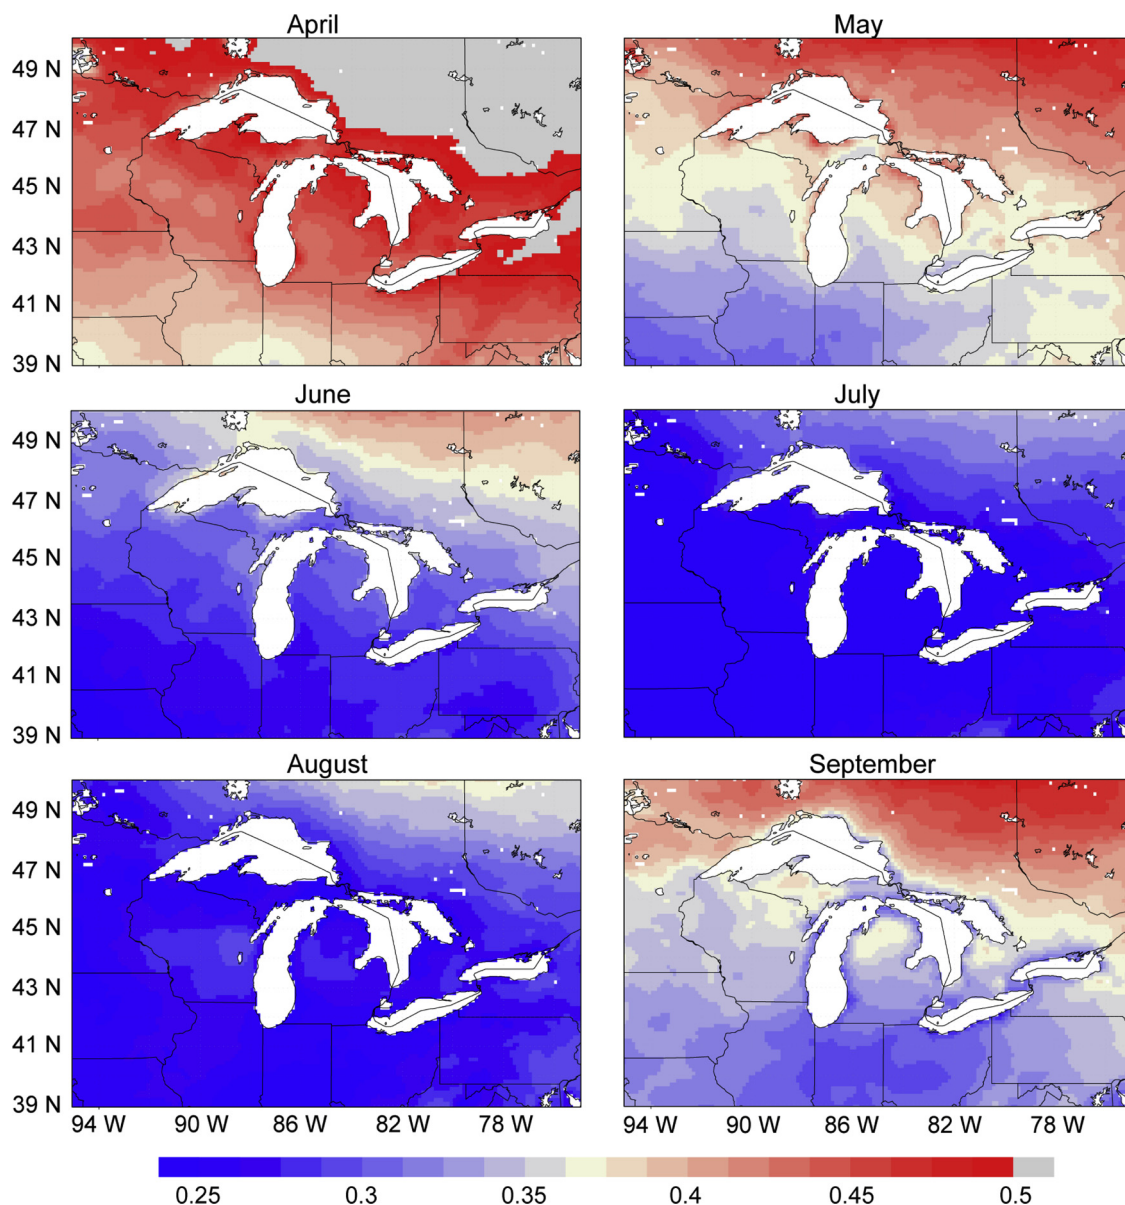 April May
49 N
47 N
45 N
43 N
41 N
39 N
June July
49 N
47 N
45 N
43 N
41 N
39 N
August September
49 N
47 N
45 N
43 N
41 N
39 N
94 W 90 W 86 W 82 W 78 W 94 W 90 W 86 W 82 W 78 W
0.25 0.3 0.35 0.4 0.45 0.5